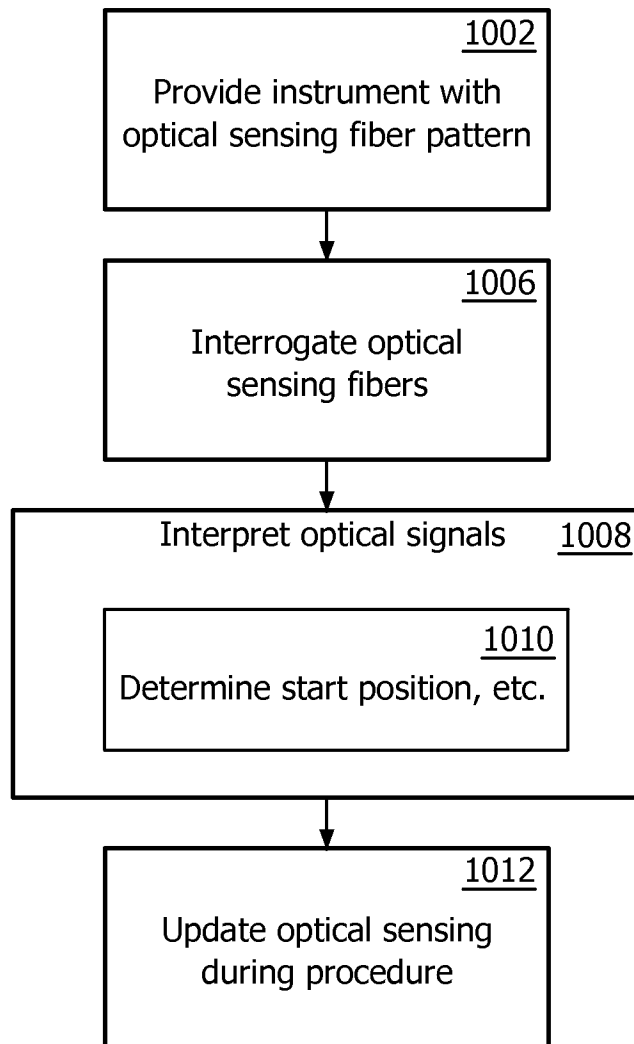 1002
Provide instrument with
optical sensing fiber pattern
1006
Interrogate optical
sensing fibers
Interpret optical signals 1008
1010
Determine start position, etc.
1012
Update optical sensing
during procedure